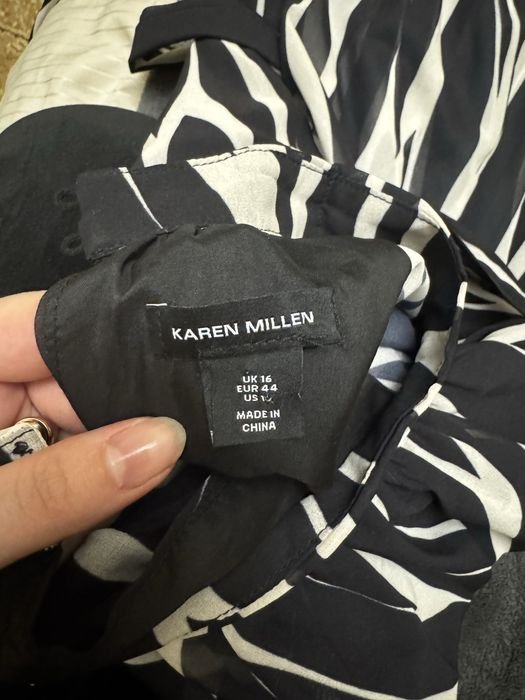 KAREN MILLEN
UK 16
EUR 44
US
MADE IN
CHINA